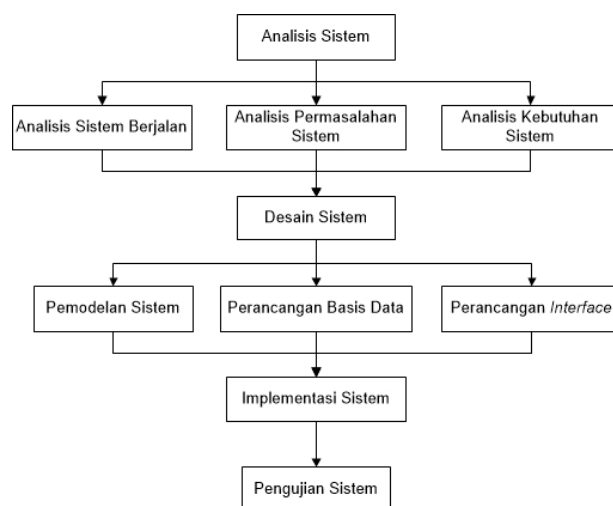 Analisis Sistem
Analisis Sistem Berjalan
Analisis Permasalahan
Sistem
Analisis Kebutuhan
Sistem
Desain Sistem
Pemodelan Sistem
Perancangan Basis Data
Perancangan Interface
Implementasi Sistem
Pengujian Sistem